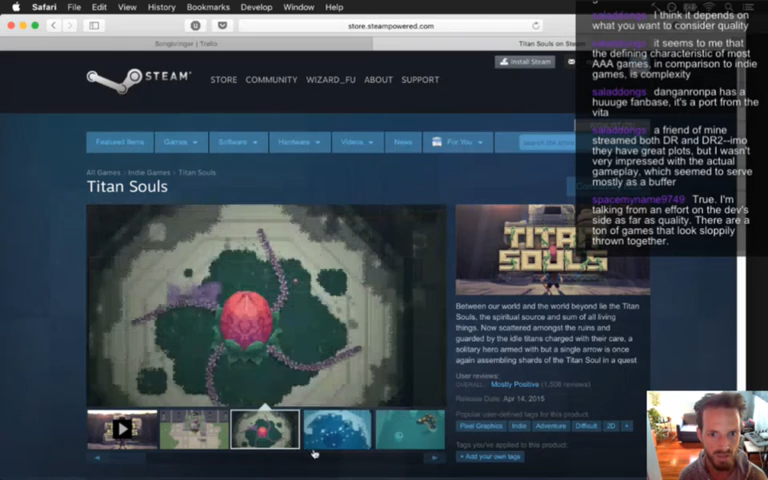 Safari File Edit View History Bookmarks Develop Window Help
store.steampowered.com
Songbringer | Trello
Titan Souls on Steam
Install Steam
STEAM
STORE COMMUNITY WIZARD_FU ABOUT SUPPORT
Featured Items Games Software Hardware Videos News For You search the store
All Games > Indie Games > Titan Souls
Titan Souls
TITAN
SOULS
Between our world and the world beyond lie the Titan
Souls, the spiritual source and sum of all living
things. Now scattered amongst the ruins and
guarded by the idle titans charged with their care, a
solitary hero armed with but a single arrow is once
again assembling shards of the Titan Soul in a quest
User reviews:
Mostly Positive (1,506 reviews)
Release Date: Apr 14, 2015
Popular user-defined tags for this product:
Pixel Graphics Indie Adventure Difficult 2D +
Tags you've applied to this product:
+ Add your own tags
saladdongs I think it depends on
what you want to consider quality
saladdongs it seems to me that
the defining characteristic of most
AAA games, in comparison to indie
games, is complexity
saladdongs danganronpa has a
huuuge fanbase, it's a port from the
vita
saladdongs a friend of mine
streamed both DR and DR2--imo
they have great plots, but I wasn't
very impressed with the actual
gameplay, which seemed to serve
mostly as a buffer
spacemyname9749 True. I'm
talking from an effort on the dev's
side as far as quality. There are a
ton of games that look sloppily
thrown together.